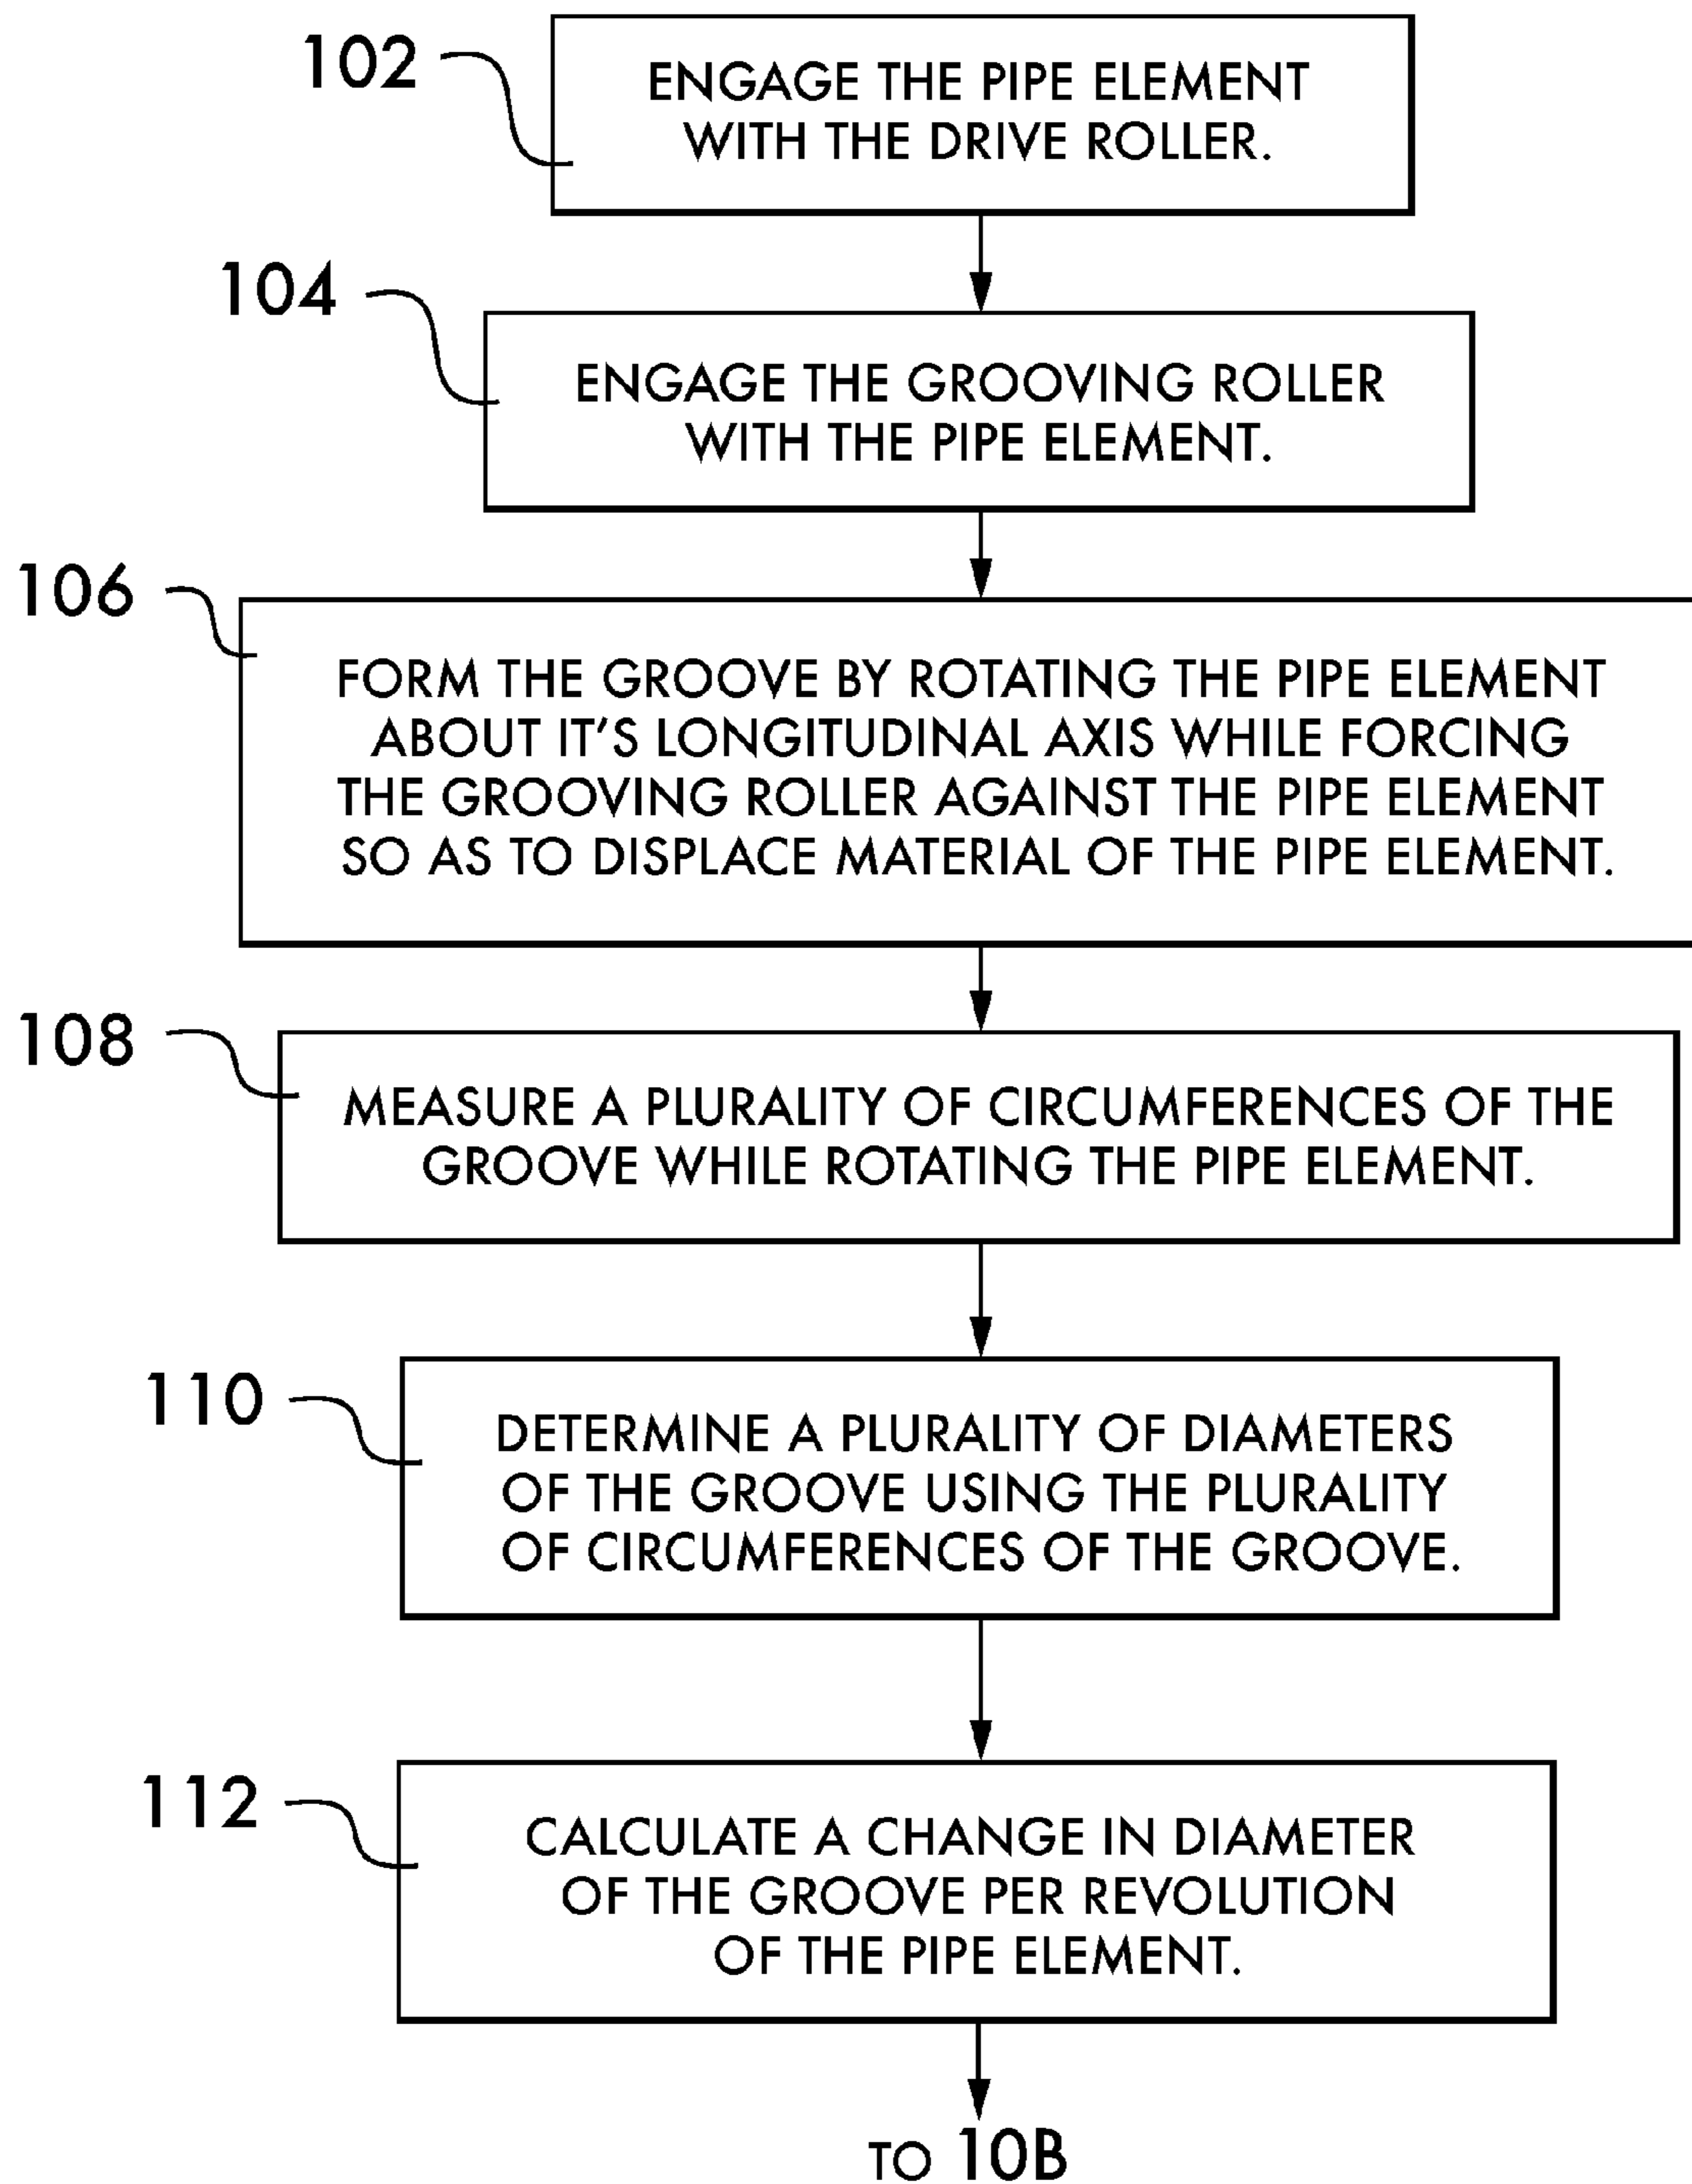 102
ENGAGE THE PIPE ELEMENT
WITH THE DRIVE ROLLER.
104
ENGAGE THE GROOVING ROLLER
WITH THE PIPE ELEMENT.
106
FORM THE GROOVE BY ROTATING THE PIPE ELEMENT
ABOUT IT'S LONGITUDINAL AXIS WHILE FORCING
THE GROOVING ROLLER AGAINST THE PIPE ELEMENT
SO AS TO DISPLACE MATERIAL OF THE PIPE ELEMENT.
108
MEASURE A PLURALITY OF CIRCUMFERENCES OF THE
GROOVE WHILE ROTATING THE PIPE ELEMENT.
110
DETERMINE A PLURALITY OF DIAMETERS
OF THE GROOVE USING THE PLURALITY
OF CIRCUMFERENCES OF THE GROOVE.
112
CALCULATE A CHANGE IN DIAMETER
OF THE GROOVE PER REVOLUTION
OF THE PIPE ELEMENT.
TO 10B